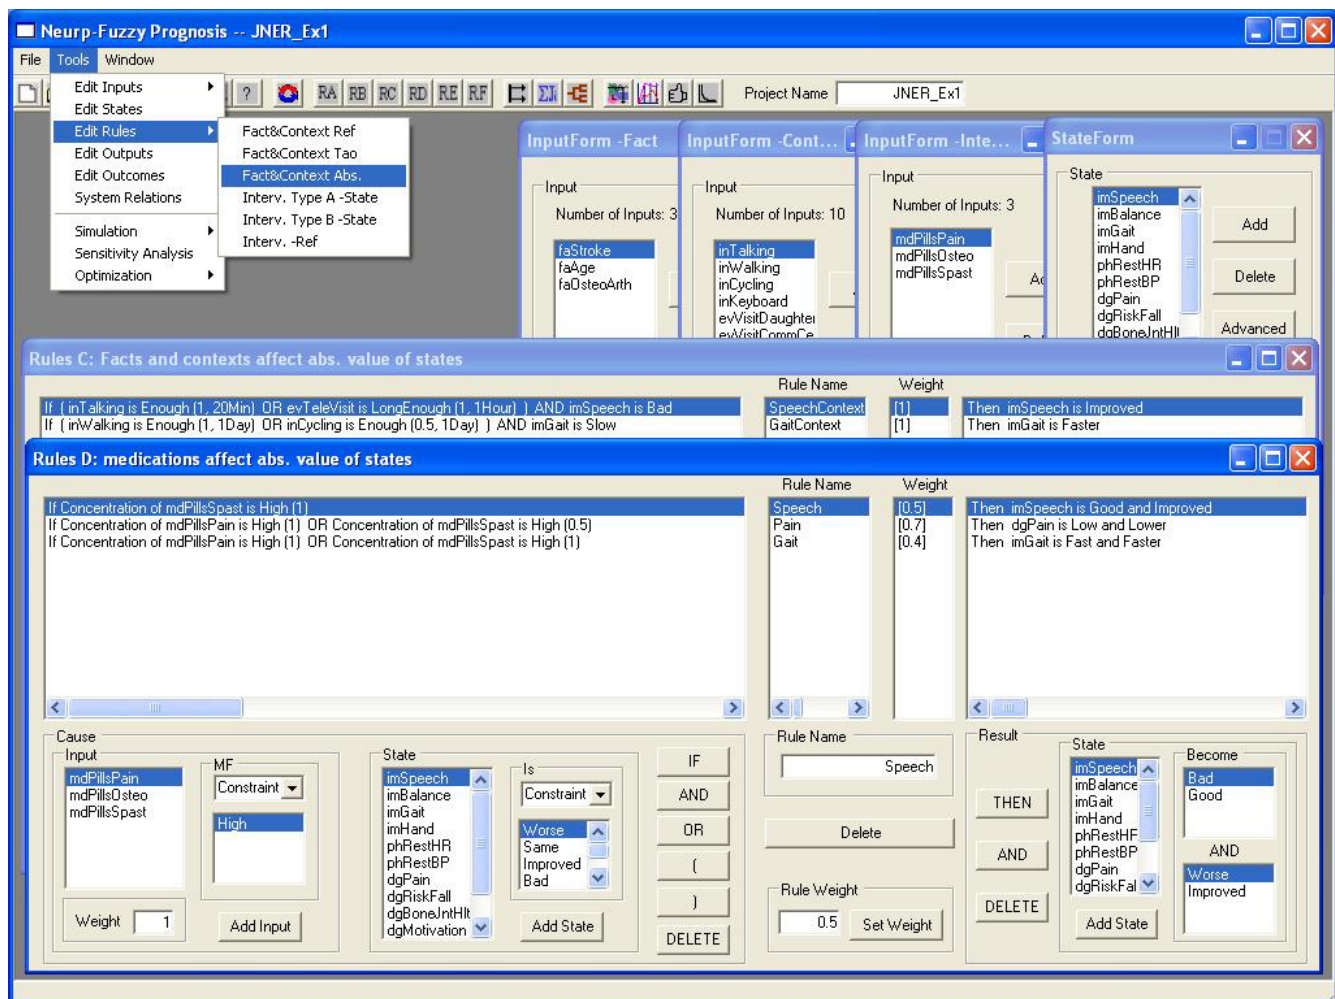 Neurp-Fuzzy Prognosis -- JNER_Ex1
File Tools Window
? RA RB RC RD RE RF Project Name JNER_Ex1
Edit Inputs
Edit States
Edit Rules
Edit Outputs
Edit Outcomes
System Relations
Simulation
Sensitivity Analysis
Optimization
Fact&Context Ref
Fact&Context Tao
Fact&Context Abs.
Interv. Type A -State
Interv. Type B -State
Interv. -Ref
InputForm -Fact
Input
Number of Inputs: 3
faStroke
faAge
faOsteoArth
InputForm -Cont...
Input
Number of Inputs: 10
inTalking
inWalking
inCycling
inKeyboard
evVisitDaughter
evVisitCommCe
InputForm -Inte...
Input
Number of Inputs: 3
mdPillsPain
mdPillsOsteo
mdPillsSpast
StateForm
State
imSpeech
imBalance
imGait
imHand
phRestHR
phRestBP
dgPain
dgRiskFall
dgBoneJntHl
Add
Delete
Advanced
Rules C: Facts and contexts affect abs. value of states
Rule Name Weight
If ( inTalking is Enough (1, 20Min) OR evTeleVisit is LongEnough (1, 1Hour) ) AND imSpeech is Bad SpeechContext [1] Then imSpeech is Improved
If ( inWalking is Enough (1, 1Day) OR inCycling is Enough (0.5, 1Day) ) AND imGait is Slow GaitContext [1] Then imGait is Faster
Rules D: medications affect abs. value of states
Rule Name Weight
If Concentration of mdPillsSpast is High (1) Speech [0.5] Then imSpeech is Good and Improved
If Concentration of mdPillsPain is High (1) OR Concentration of mdPillsSpast is High (0.5) Pain [0.7] Then dgPain is Low and Lower
If Concentration of mdPillsPain is High (1) OR Concentration of mdPillsSpast is High (1) Gait [0.4] Then imGait is Fast and Faster
Cause
Input
mdPillsPain
mdPillsOsteo
mdPillsSpast
MF
Constraint
High
Weight 1
Add Input
State
imSpeech
imBalance
imGait
imHand
phRestHR
phRestBP
dgPain
dgRiskFall
dgBoneJntHlt
dgMotivation
Is
Constraint
Worse
Same
Improved
Bad
Add State
IF
AND
OR
(
)
DELETE
Rule Name
Speech
Delete
Rule Weight
0.5 Set Weight
Result
THEN
AND
DELETE
State
imSpeech
imBalance
imGait
imHand
phRestHF
phRestBP
dgPain
dgRiskFal
Add State
Become
Bad
Good
AND
Worse
Improved